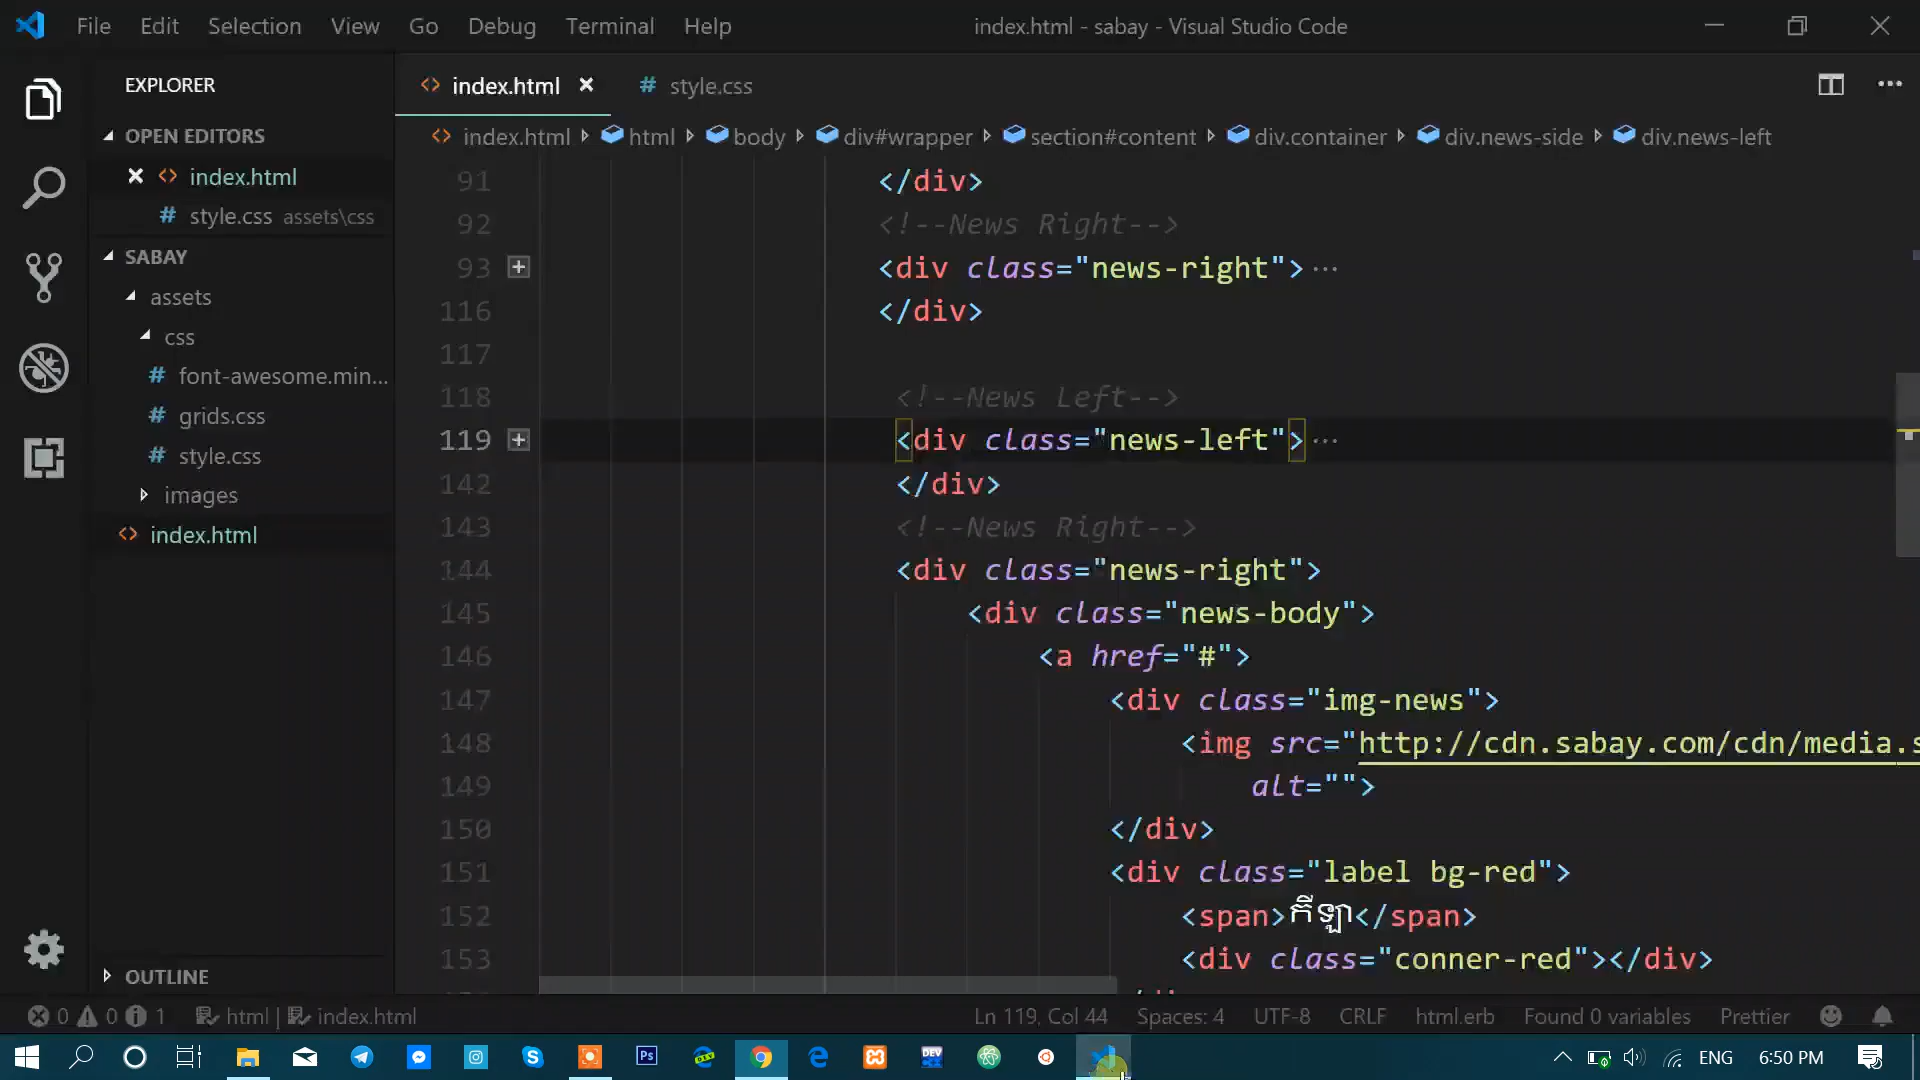 File Edit Selection View Go Debug Terminal Help index.html - sabay - Visual Studio Code
EXPLORER
OPEN EDITORS
index.html
style.css assets\css
SABAY
assets
css
font-awesome.min...
grids.css
style.css
images
index.html
OUTLINE
index.html
style.css
index.html html body div#wrapper section#content div.container div.news-side div.news-left
91 </div>
92 <!--News Right-->
93 <div class="news-right">...
116 </div>
117
118 <!--News Left-->
119 <div class="news-left">...
142 </div>
143 <!--News Right-->
144 <div class="news-right">
145 <div class="news-body">
146 <a href="#">
147 <div class="img-news">
148 <img src="http://cdn.sabay.com/cdn/media.s
149 alt="">
150 </div>
151 <div class="label bg-red">
152 <span>កីឡា</span>
153 <div class="conner-red"></div>
0 0 1 html | index.html Ln 119, Col 44 Spaces: 4 UTF-8 CRLF html.erb Found 0 variables Prettier
Ps DEV ENG 6:50 PM